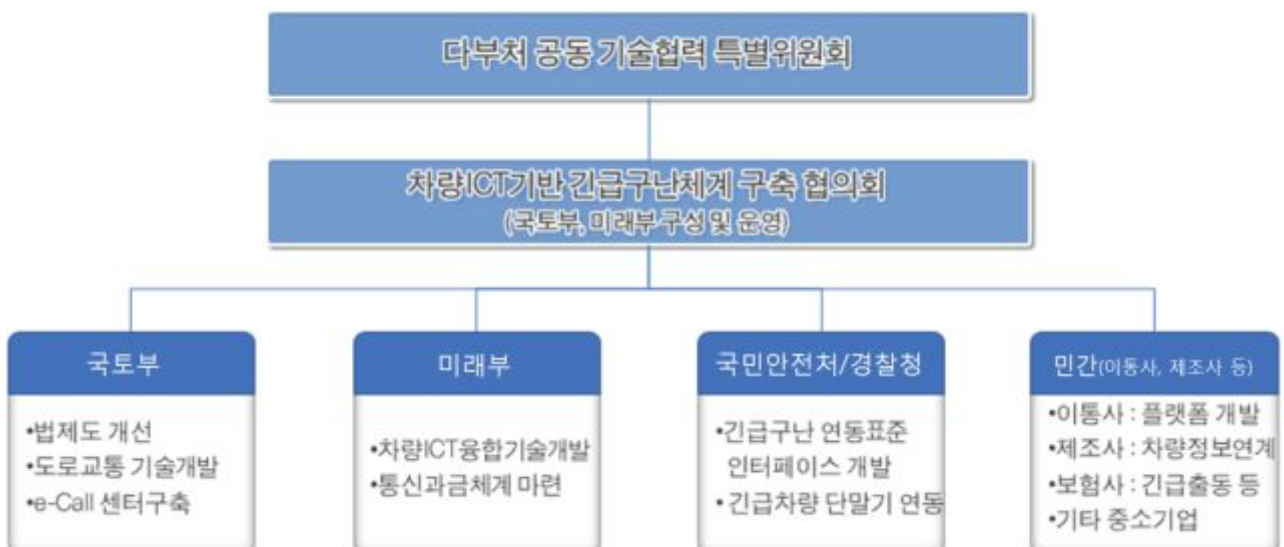 다부처 공동 기술협력 특별위원회
차량ICT기반 긴급구난체계 구축 협의회
(국토부, 미래부 구성 및 운영)
국토부
•법제도 개선
•도로교통 기술개발
•e-Call 센터구축
미래부
•차량ICT융합기술개발
•통신과금체계 마련
국민안전처/경찰청
•긴급구난 연동표준
인터페이스 개발
•긴급차량 단말기 연동
민간(이통사, 제조사 등)
•이통사 : 플랫폼 개발
•제조사 : 차량정보연계
•보험사 : 긴급출동 등
•기타 중소기업